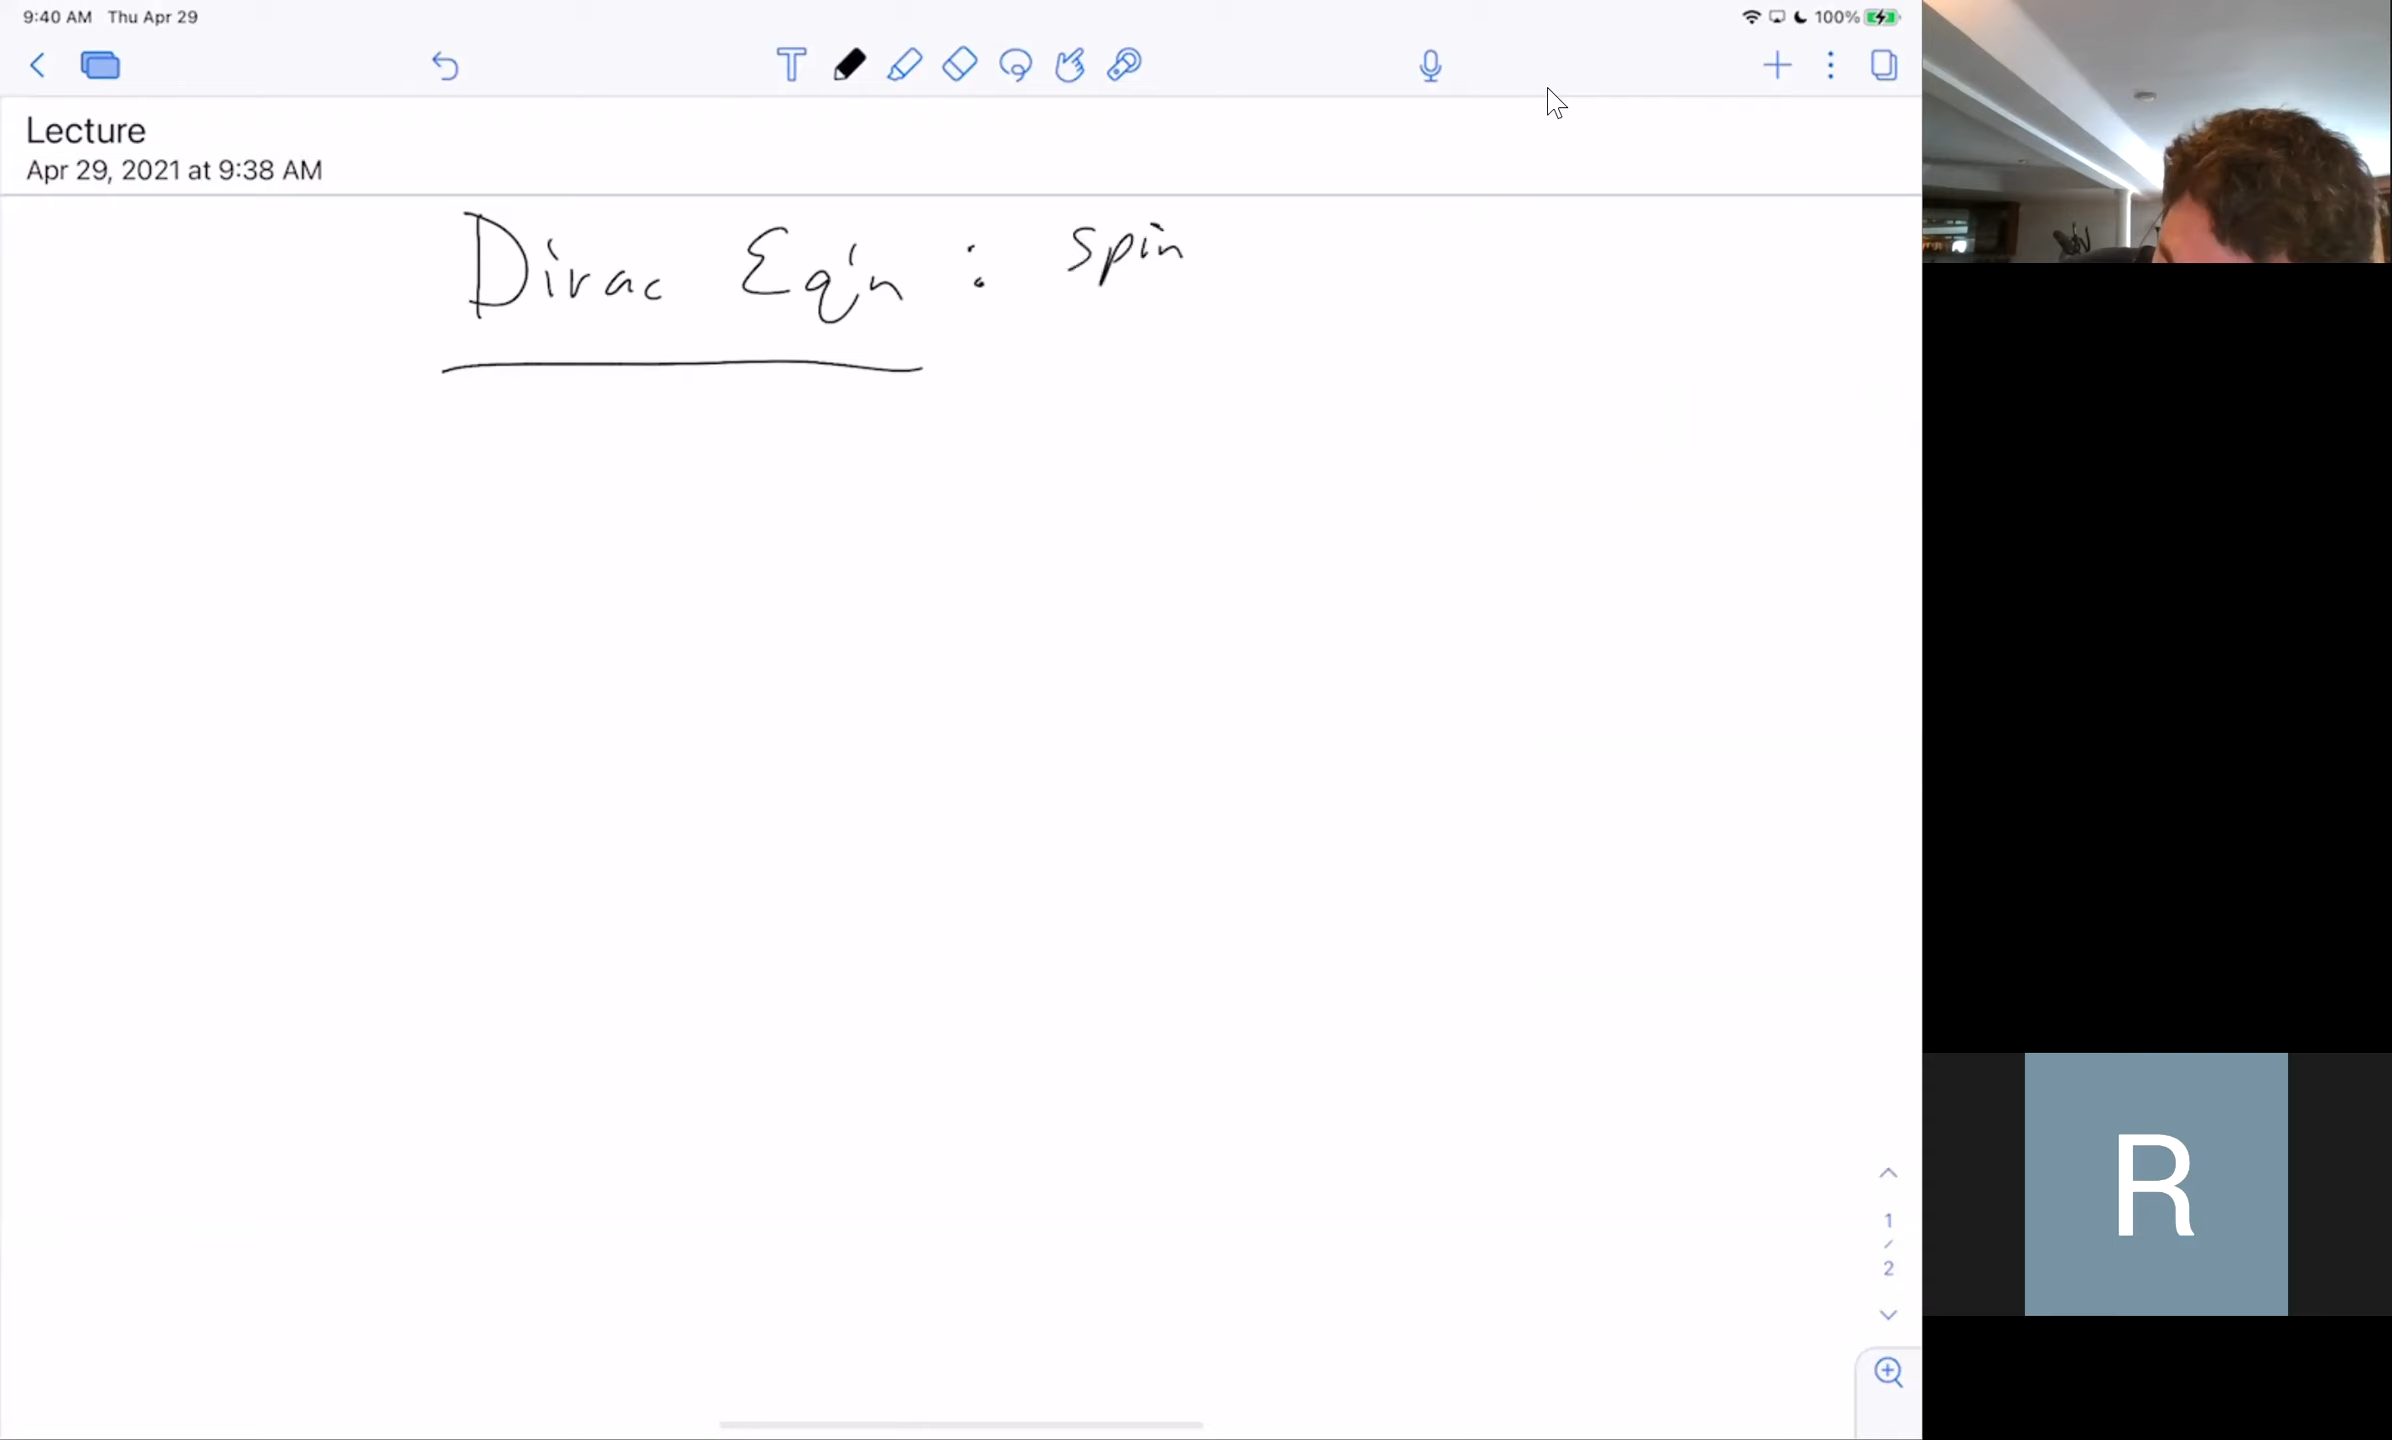 9:40 AM Thu Apr 29
100%
T
Lecture
Apr 29, 2021 at 9:38 AM
Dirac Eq'n : spin
R
1
/
2